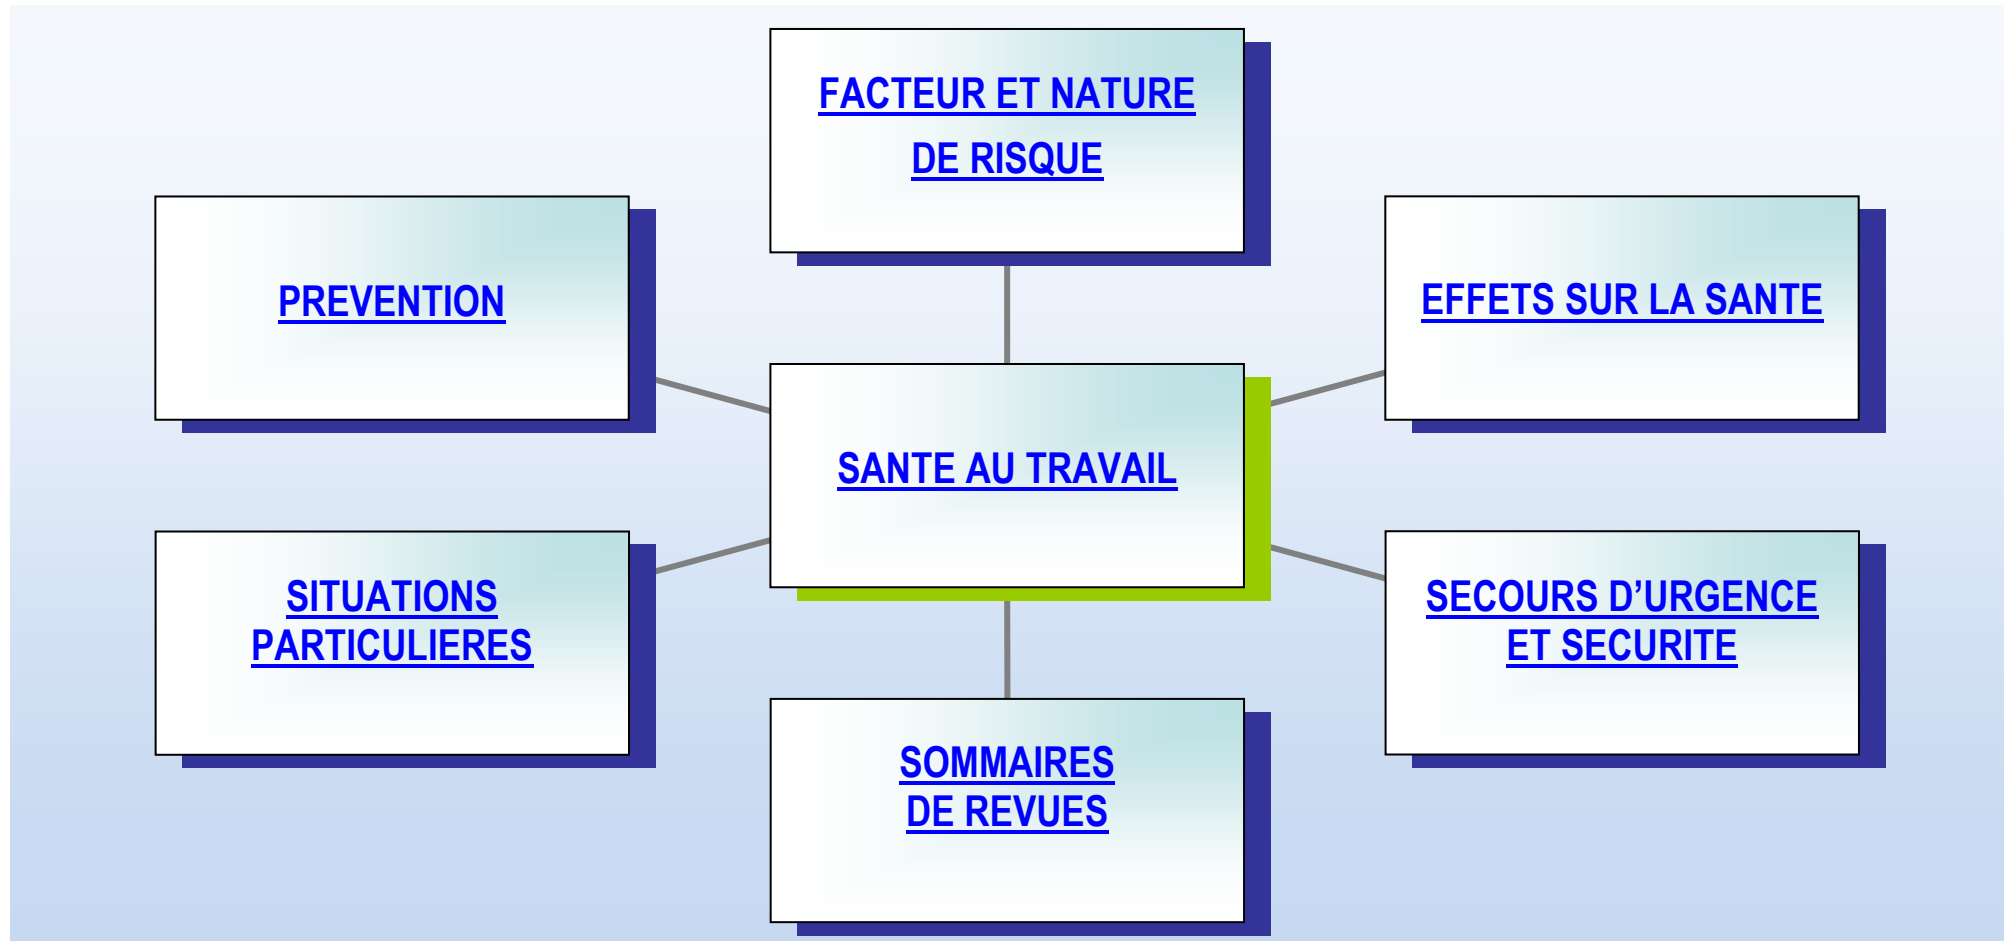 FACTEUR ET NATURE
DE RISQUE
PREVENTION
EFFETS SUR LA SANTE
SANTE AU TRAVAIL
SITUATIONS
PARTICULIERES
SECOURS D’URGENCE
ET SECURITE
SOMMAIRES
DE REVUES